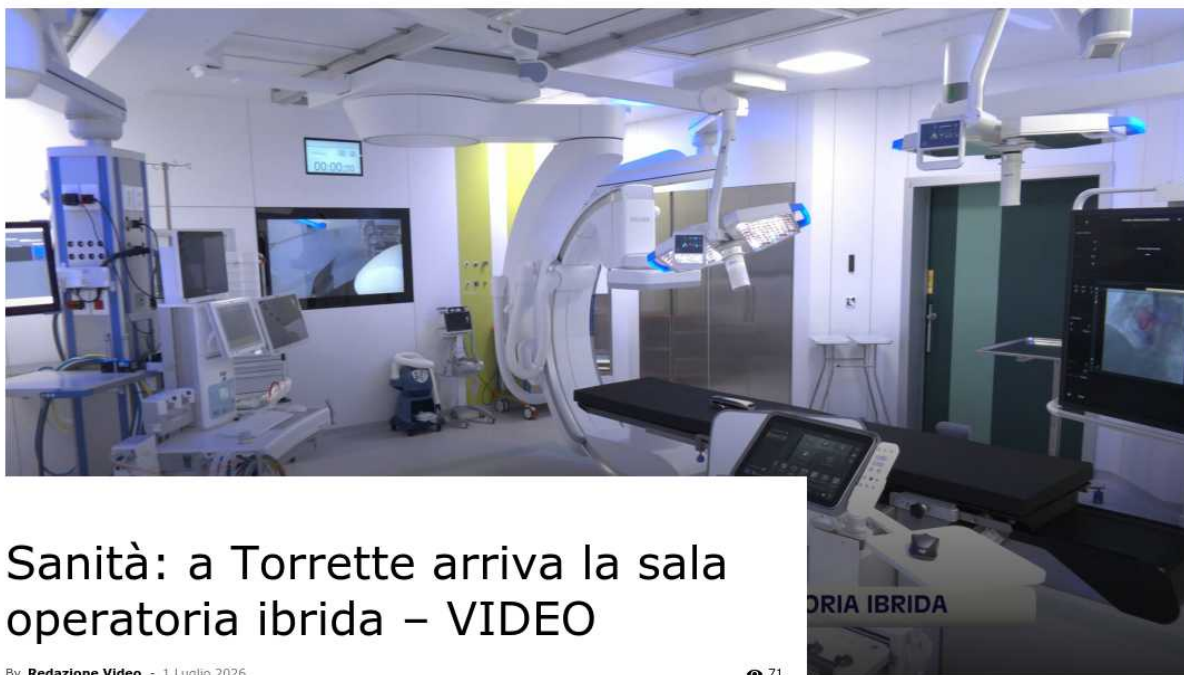 00:00
ORIA IBRIDA
Sanità: a Torrette arriva la sala
operatoria ibrida – VIDEO
By Redazione Video - 1 Luglio 2026
71